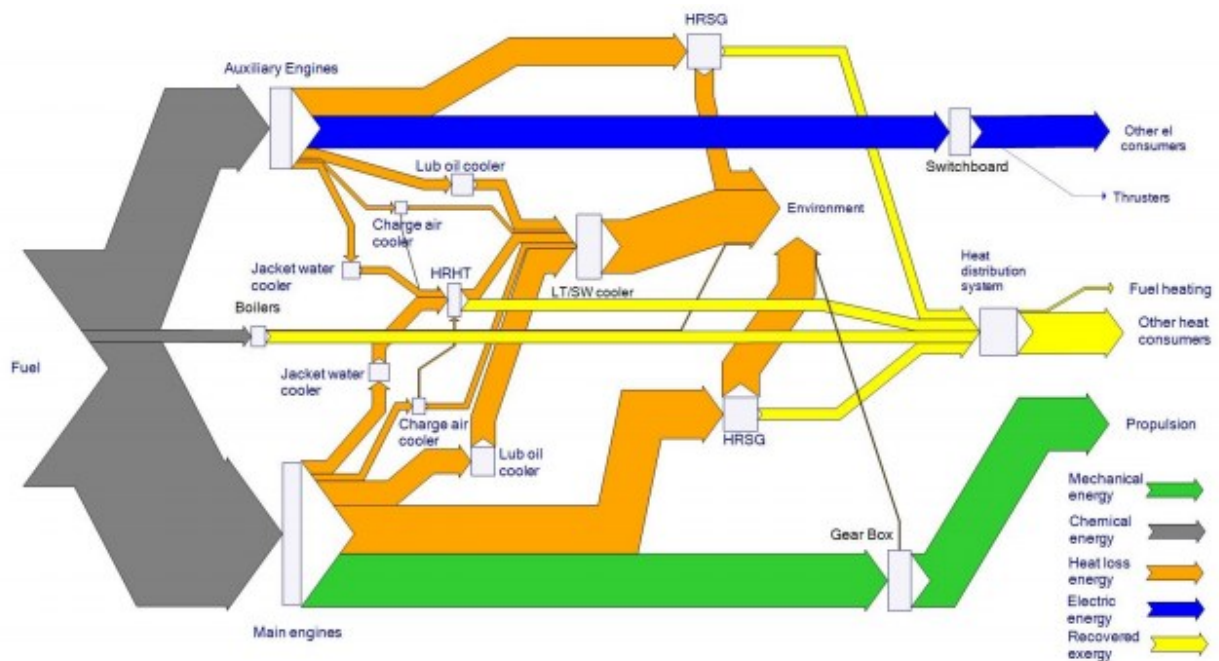 HRSG
Auxiliary Engines
Other el
consumers
Lub oil cooler
Switchboard
Thrusters
Charge air
cooler
Environment
Jacket water
cooler
HRHT
Heat
distribution
system
LT/SW cooler
Fuel heating
Boilers
Other heat
consumers
Fuel
Jacket water
cooler
Charge air
cooler
HRSG
Propulsion
Lub oil
cooler
Mechanical
energy
Chemical
energy
Gear Box
Heat loss
energy
Electric
energy
Main engines
Recovered
exergy